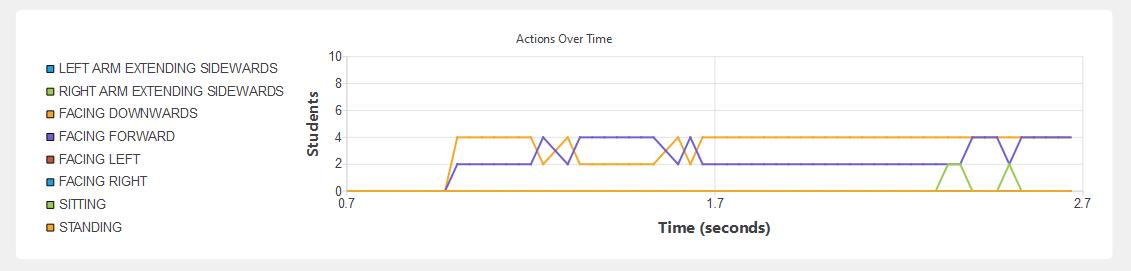 Actions Over Time
LEFT ARM EXTENDING SIDEWARDS
RIGHT ARM EXTENDING SIDEWARDS
FACING DOWNWARDS
FACING FORWARD
FACING LEFT
FACING RIGHT
SITTING
STANDING
Students
10
8
6
4
2
0
0.7
1.7
2.7
Time (seconds)